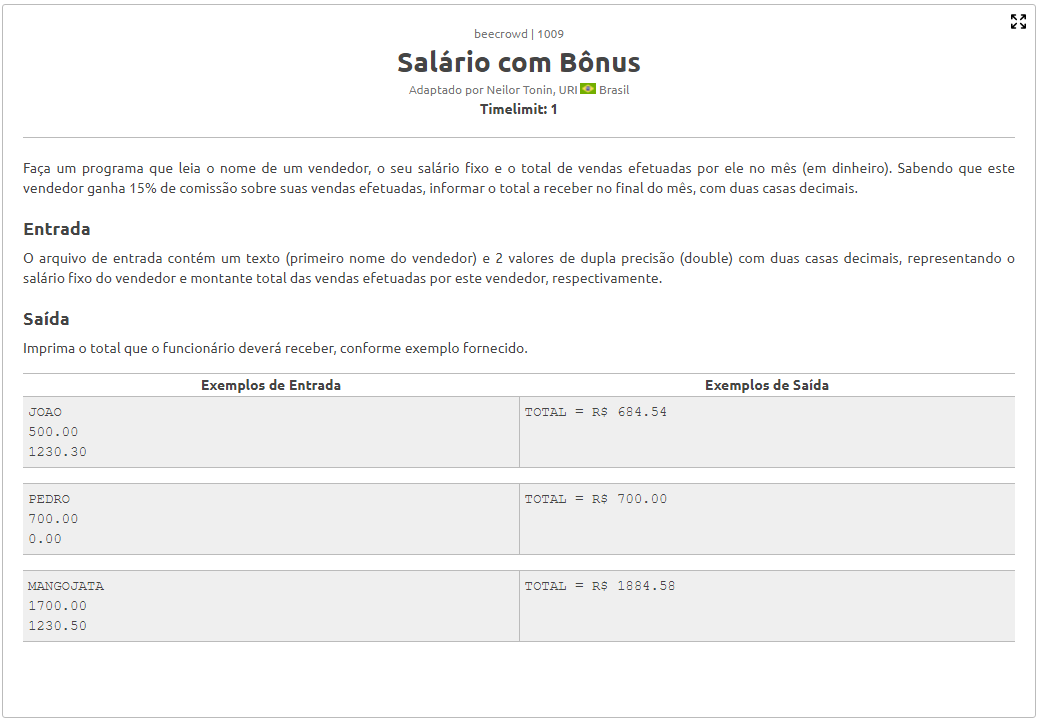 beecrowd | 1009
Salário com Bônus
Adaptado por Neilor Tonin, URI Brasil
Timelimit: 1
Faça um programa que leia o nome de um vendedor, o seu salário fixo e o total de vendas efetuadas por ele no mês (em dinheiro). Sabendo que este
vendedor ganha 15% de comissão sobre suas vendas efetuadas, informar o total a receber no final do mês, com duas casas decimais.
Entrada
O arquivo de entrada contém um texto (primeiro nome do vendedor) e 2 valores de dupla precisão (double) com duas casas decimais, representando o
salário fixo do vendedor e montante total das vendas efetuadas por este vendedor, respectivamente.
Saída
Imprima o total que o funcionário deverá receber, conforme exemplo fornecido.
Exemplos de Entrada Exemplos de Saída
JOAO TOTAL = R$ 684.54
500.00
1230.30
PEDRO TOTAL = R$ 700.00
700.00
0.00
MANGOJATA TOTAL = R$ 1884.58
1700.00
1230.50